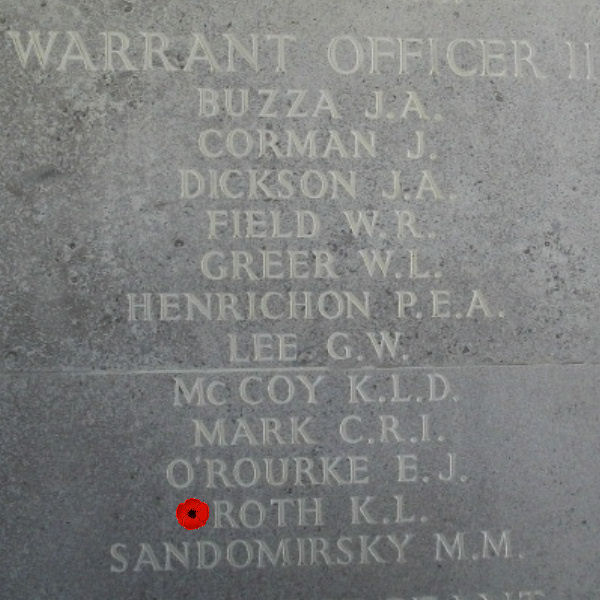 WARRANT OFFICER II
BUZZA J.A.
CORMAN J.
DICKSON J.A.
FIELD W.R.
GREER W.L.
HENRICHON P.E.A.
LEE G.W.
McCOY K.L.D.
MARK C.R.I.
O'ROURKE E.J.
ROTH K.L.
SANDOMIRSKY M.M.